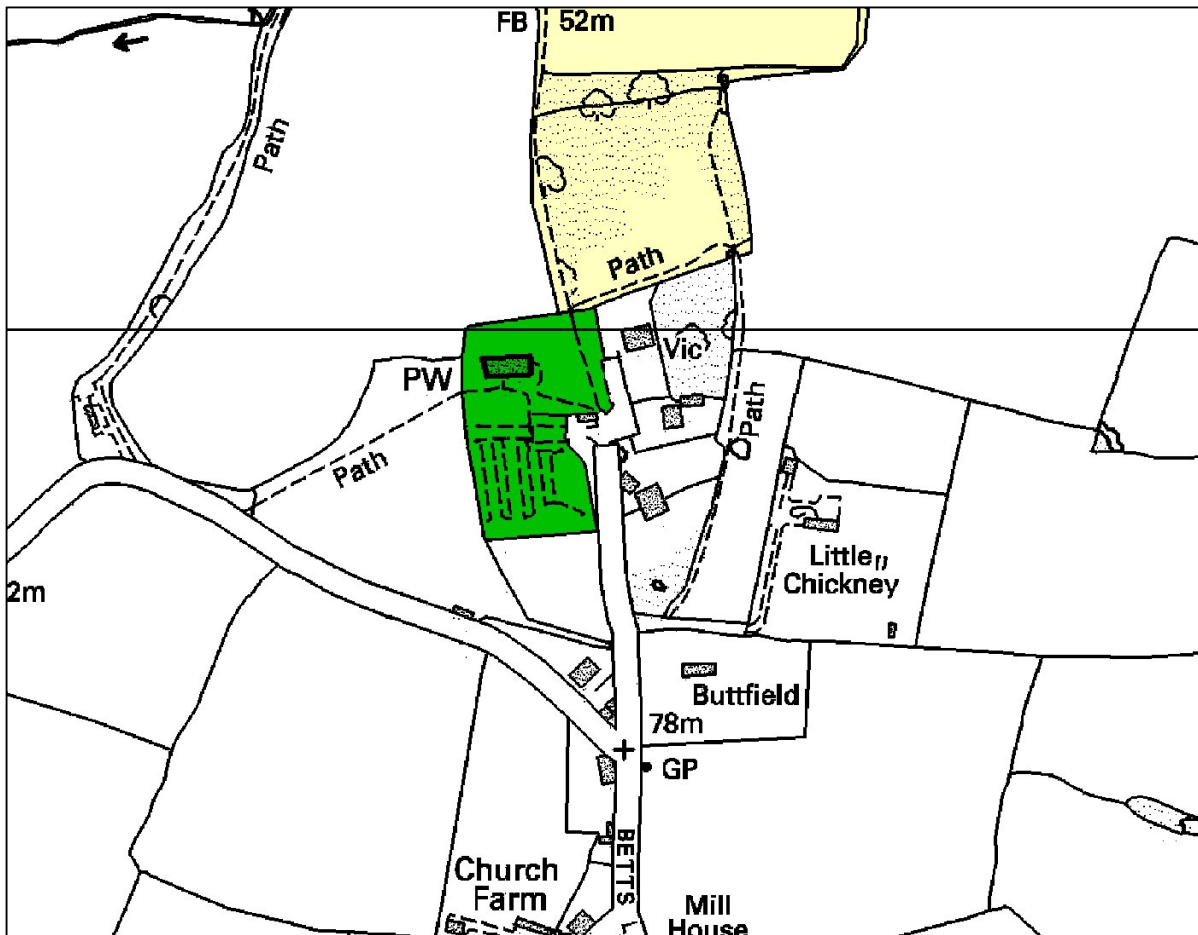 FB 52m
Path
Path
Vic
PW
Path
Path
2m
Little
Chickney
Buttfield
78m
GP
BETTS L
Church
Farm
Mill
House